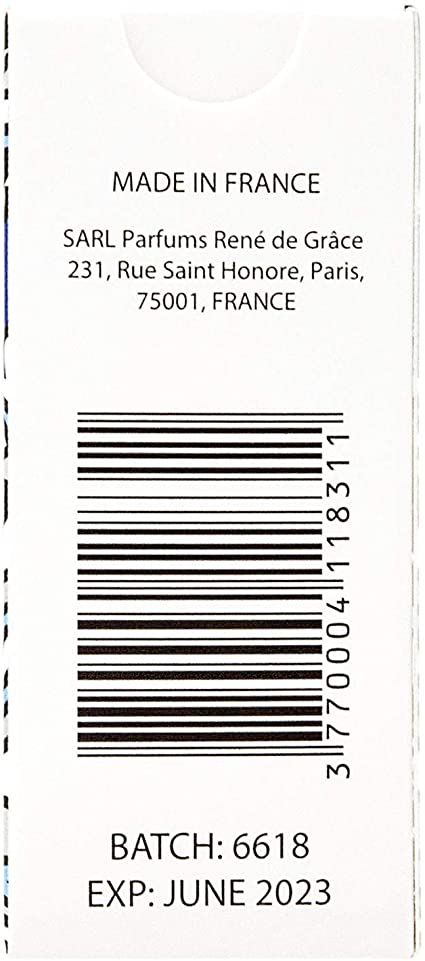 MADE IN FRANCE
SARL Parfums René de Grâce
231, Rue Saint Honore, Paris,
75001, FRANCE
3 770004 118311
BATCH: 6618
EXP: JUNE 2023